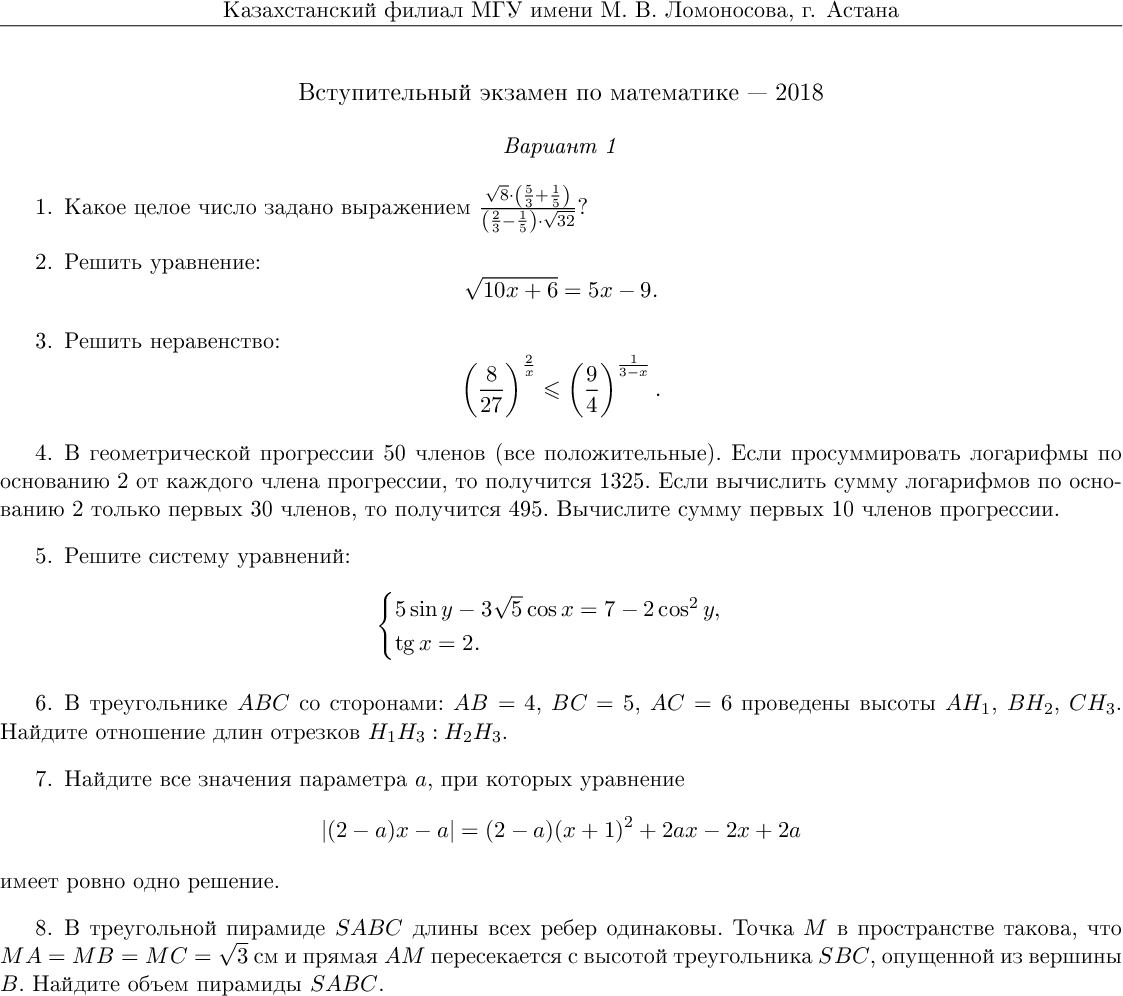 Казахстанский филиал МГУ имени М. В. Ломоносова, г. Астана
Вступительный экзамен по математике — 2018
Вариант 1
1. Какое целое число задано выражением $\frac{\sqrt{8}\cdot\left(\frac{5}{3}+\frac{1}{5}\right)}{\left(\frac{2}{3}-\frac{1}{5}\right)\cdot\sqrt{32}}$?
2. Решить уравнение:
$\sqrt{10x+6} = 5x - 9.$
3. Решить неравенство:
$\left(\frac{8}{27}\right)^{\frac{2}{x}} \leqslant \left(\frac{9}{4}\right)^{\frac{1}{3-x}}.$
4. В геометрической прогрессии 50 членов (все положительные). Если просуммировать логарифмы по
основанию 2 от каждого члена прогрессии, то получится 1325. Если вычислить сумму логарифмов по осно-
ванию 2 только первых 30 членов, то получится 495. Вычислите сумму первых 10 членов прогрессии.
5. Решите систему уравнений:
$\begin{cases} 5\sin y - 3\sqrt{5}\cos x = 7 - 2\cos^2 y, \\ \operatorname{tg} x = 2. \end{cases}$
6. В треугольнике $ABC$ со сторонами: $AB = 4$, $BC = 5$, $AC = 6$ проведены высоты $AH_1$, $BH_2$, $CH_3$.
Найдите отношение длин отрезков $H_1H_3 : H_2H_3$.
7. Найдите все значения параметра $a$, при которых уравнение
$|(2-a)x - a| = (2-a)(x+1)^2 + 2ax - 2x + 2a$
имеет ровно одно решение.
8. В треугольной пирамиде $SABC$ длины всех ребер одинаковы. Точка $M$ в пространстве такова, что
$MA = MB = MC = \sqrt{3}$ см и прямая $AM$ пересекается с высотой треугольника $SBC$, опущенной из вершины
$B$. Найдите объем пирамиды $SABC$.